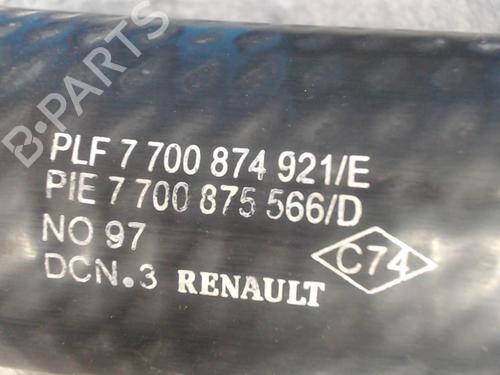 B-PARTS
PLF 7 700 874 921/E
PIE 7 700 875 566/D
NO 97
C74
DCN.3 RENAULT